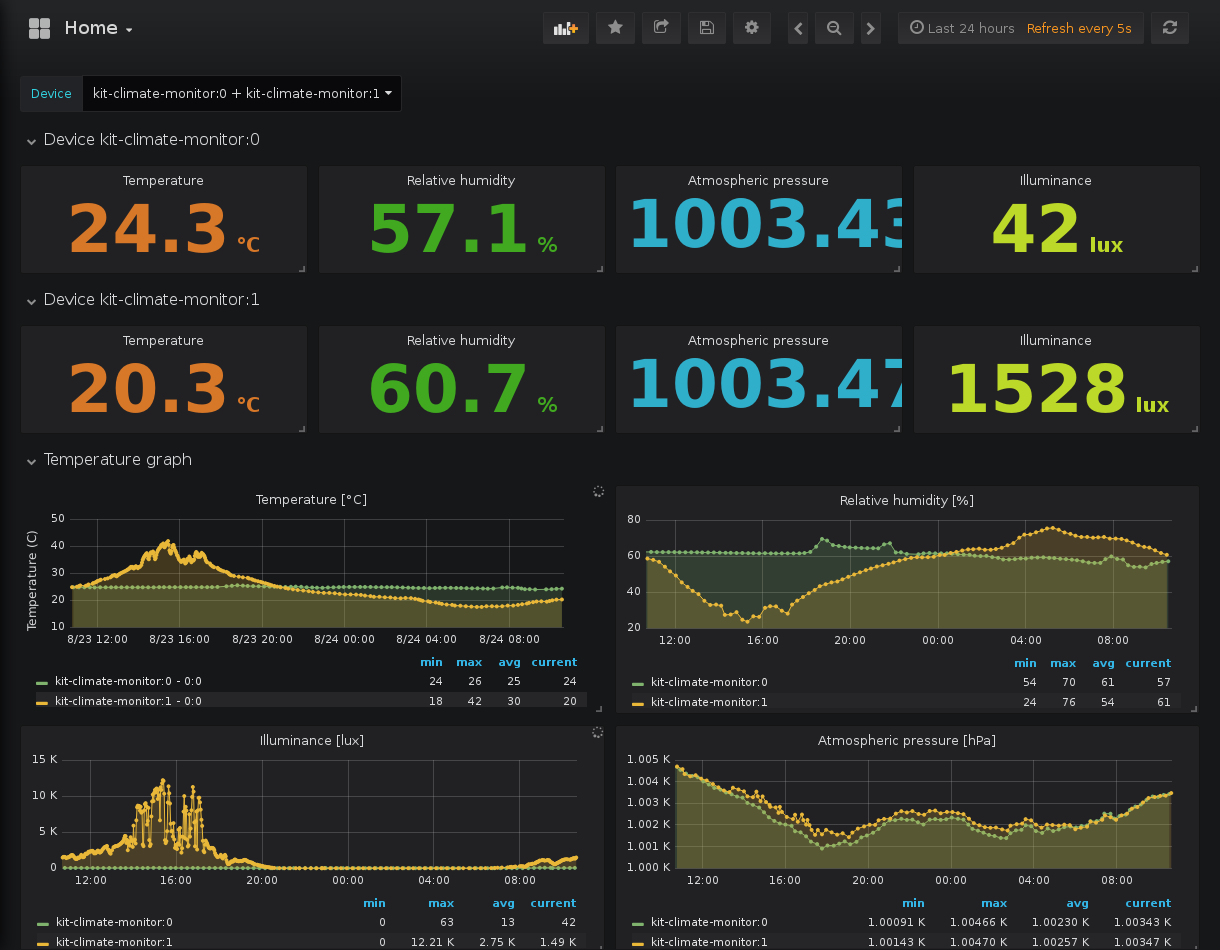 Home
Last 24 hours Refresh every 5s
Device kit-climate-monitor:0 + kit-climate-monitor:1
Device kit-climate-monitor:0
Temperature Relative humidity Atmospheric pressure Illuminance
24.3 °C 57.1 % 1003.43 42 lux
Device kit-climate-monitor:1
Temperature Relative humidity Atmospheric pressure Illuminance
20.3 °C 60.7 % 1003.47 1528 lux
Temperature graph
Temperature [°C]
Temperature (C)
50
40
30
20
10
8/23 12:00 8/23 16:00 8/23 20:00 8/24 00:00 8/24 04:00 8/24 08:00
min max avg current
kit-climate-monitor:0 - 0:0 24 26 25 24
kit-climate-monitor:1 - 0:0 18 42 30 20
Relative humidity [%]
80
60
40
20
12:00 16:00 20:00 00:00 04:00 08:00
min max avg current
kit-climate-monitor:0 54 70 61 57
kit-climate-monitor:1 24 76 54 61
Illuminance [lux]
15 K
10 K
5 K
0
12:00 16:00 20:00 00:00 04:00 08:00
min max avg current
kit-climate-monitor:0 0 63 13 42
kit-climate-monitor:1 0 12.21 K 2.75 K 1.49 K
Atmospheric pressure [hPa]
1.005 K
1.004 K
1.003 K
1.002 K
1.001 K
1.000 K
12:00 16:00 20:00 00:00 04:00 08:00
min max avg current
kit-climate-monitor:0 1.00091 K 1.00466 K 1.00230 K 1.00343 K
kit-climate-monitor:1 1.00143 K 1.00470 K 1.00257 K 1.00347 K